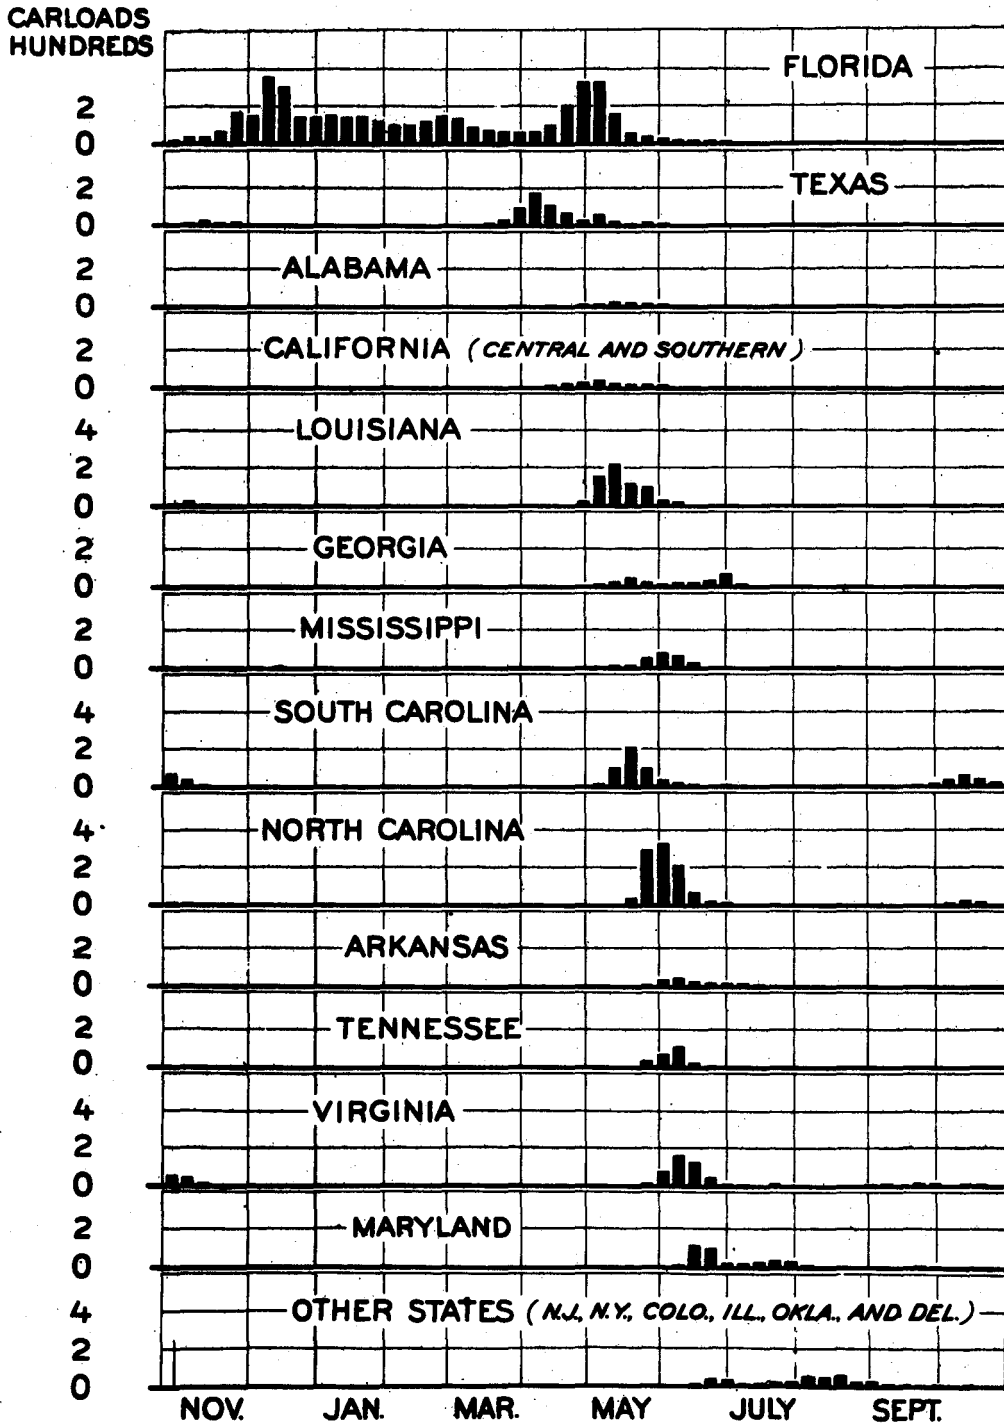 CARLOADS
HUNDREDS
FLORIDA
2
0
TEXAS
2
0
ALABAMA
2
0
CALIFORNIA (CENTRAL AND SOUTHERN)
2
0
LOUISIANA
4
2
0
GEORGIA
2
0
MISSISSIPPI
2
0
SOUTH CAROLINA
4
2
0
NORTH CAROLINA
4
2
0
ARKANSAS
2
0
TENNESSEE
2
0
VIRGINIA
4
2
0
MARYLAND
2
0
OTHER STATES (N.J., N.Y., COLO., ILL., OKLA., AND DEL.)
4
2
0
NOV. JAN. MAR. MAY JULY SEPT.